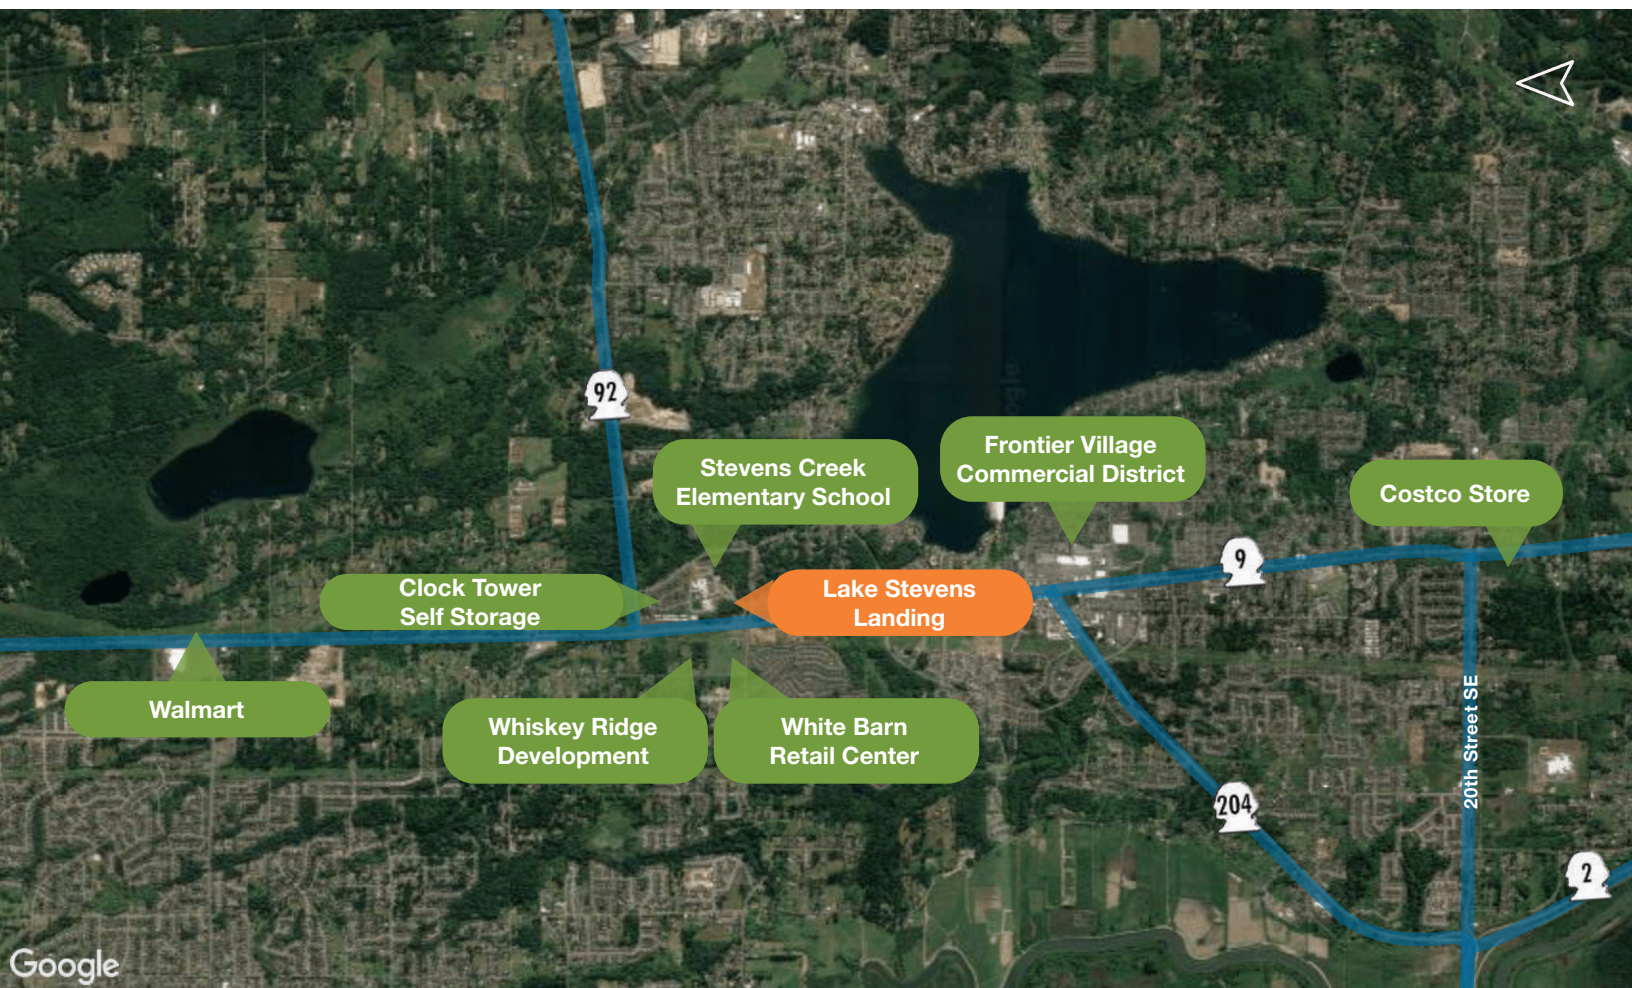 92
Stevens Creek
Elementary School
Frontier Village
Commercial District
Costco Store
9
Clock Tower
Self Storage
Lake Stevens
Landing
Walmart
Whiskey Ridge
Development
White Barn
Retail Center
20th Street SE
204
2
Google